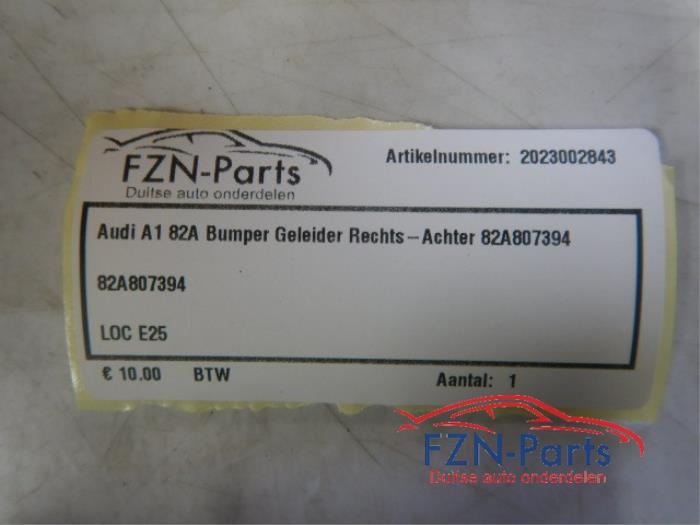 FZN-Parts
Duitse auto onderdelen
Artikelnummer: 2023002843
Audi A1 82A Bumper Geleider Rechts-Achter 82A807394
82A807394
LOC E25
€ 10.00 BTW
Aantal: 1
FZN-Parts
Duitse auto onderdelen